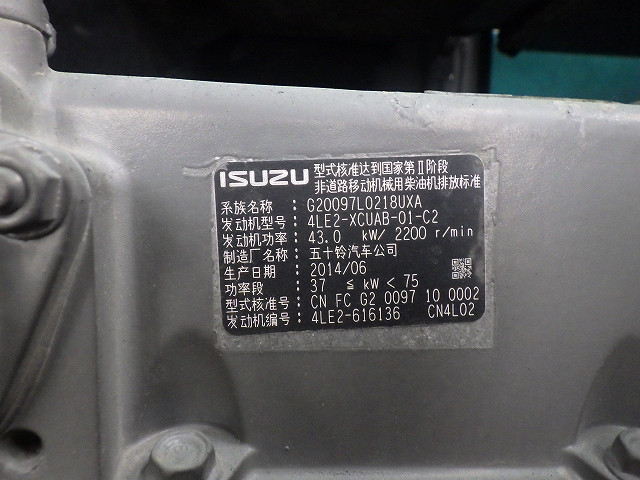 ISUZU 型式核准达到国家第Ⅱ阶段
非道路移动机械用柴油机排放标准
系族名称 : G20097L0218UXA
发动机型号 : 4LE2-XCUAB-01-C2
发动机功率 : 43.0 kW/ 2200 r/min
制造厂名称 : 五十铃汽车公司
生产日期 : 2014/06
功率段 : 37 ≦ kW < 75
型式核准号 : CN FC G2 0097 10 0002
发动机编号 : 4LE2-616136 CN4L02